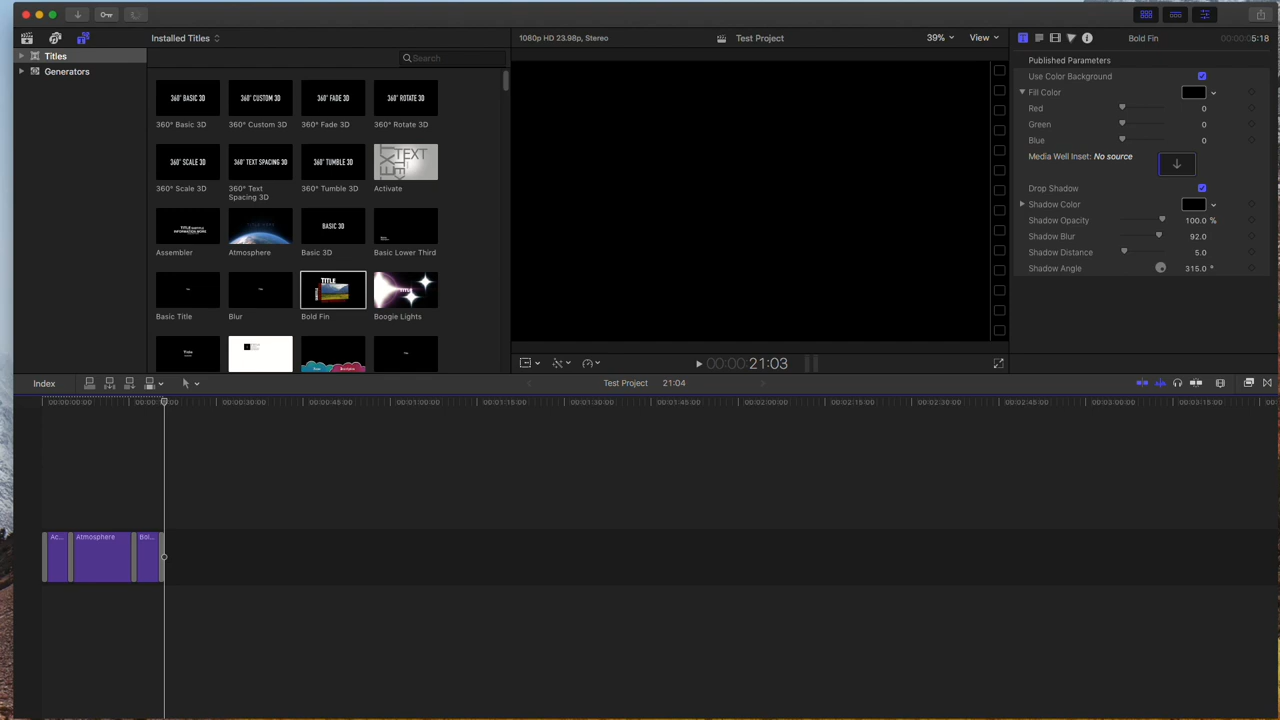 Installed Titles
1080p HD 23.98p, Stereo
Test Project
39%
View
Bold Fin
00:00:05:18
Titles
Generators
Search
360° BASIC 3D
360° CUSTOM 3D
360° FADE 3D
360° ROTATE 3D
360° Basic 3D
360° Custom 3D
360° Fade 3D
360° Rotate 3D
360° SCALE 3D
360° TEXT SPACING 3D
360° TUMBLE 3D
TEXT
360° Scale 3D
360° Text Spacing 3D
360° Tumble 3D
Activate
BASIC 3D
Assembler
Atmosphere
Basic 3D
Basic Lower Third
TITLE
Basic Title
Blur
Bold Fin
Boogie Lights
Published Parameters
Use Color Background
Fill Color
Red 0
Green 0
Blue 0
Media Well Inset: No source
Drop Shadow
Shadow Color
Shadow Opacity 100.0 %
Shadow Blur 92.0
Shadow Distance 5.0
Shadow Angle 315.0 °
00:00:21:03
Index
Test Project
21:04
00:00:00:00
00:00:30:00
00:00:45:00
00:01:00:00
00:01:15:00
00:01:30:00
00:01:45:00
00:02:00:00
00:02:15:00
00:02:30:00
00:02:45:00
00:03:00:00
00:03:15:00
Ac...
Atmosphere
Bol...